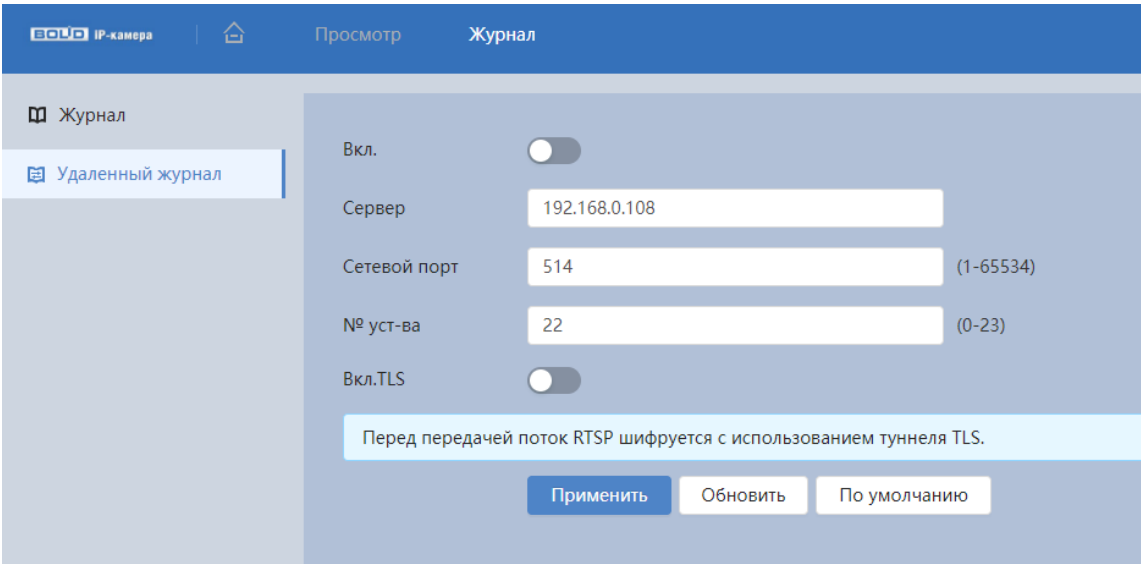 BOLID IP-камера
Просмотр
Журнал
Журнал
Удаленный журнал
Вкл.
Сервер 192.168.0.108
Сетевой порт 514 (1-65534)
№ уст-ва 22 (0-23)
Вкл.TLS
Перед передачей поток RTSP шифруется с использованием туннеля TLS.
Применить Обновить По умолчанию